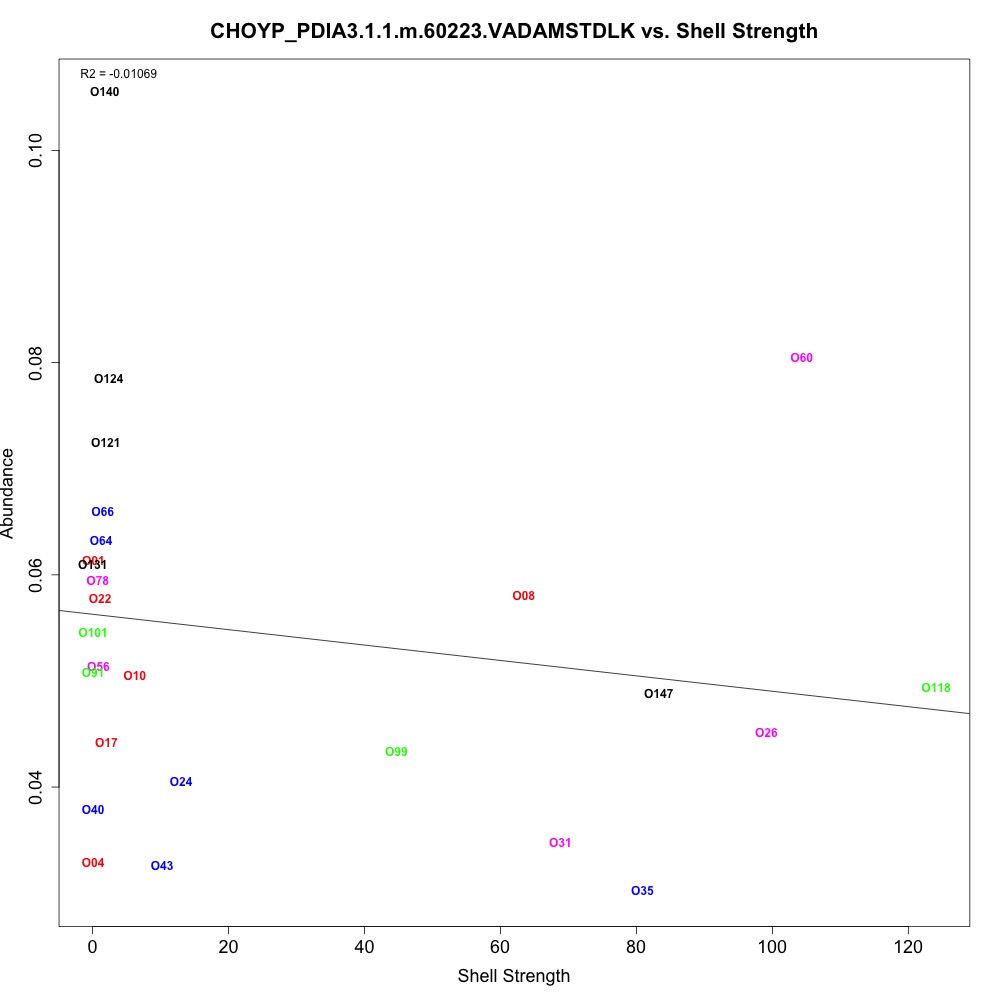 CHOYP_PDIA3.1.1.m.60223.VADAMSTDLK vs. Shell Strength
R2 = -0.01069
O140
0.10
O60
0.08
O124
O121
Abundance
O66
O64
O01
O131
0.06
O78
O22
O08
O101
O56
O91
O10
O118
O147
O26
O17
O99
O24
0.04
O40
O31
O04
O43
O35
0 20 40 60 80 100 120
Shell Strength